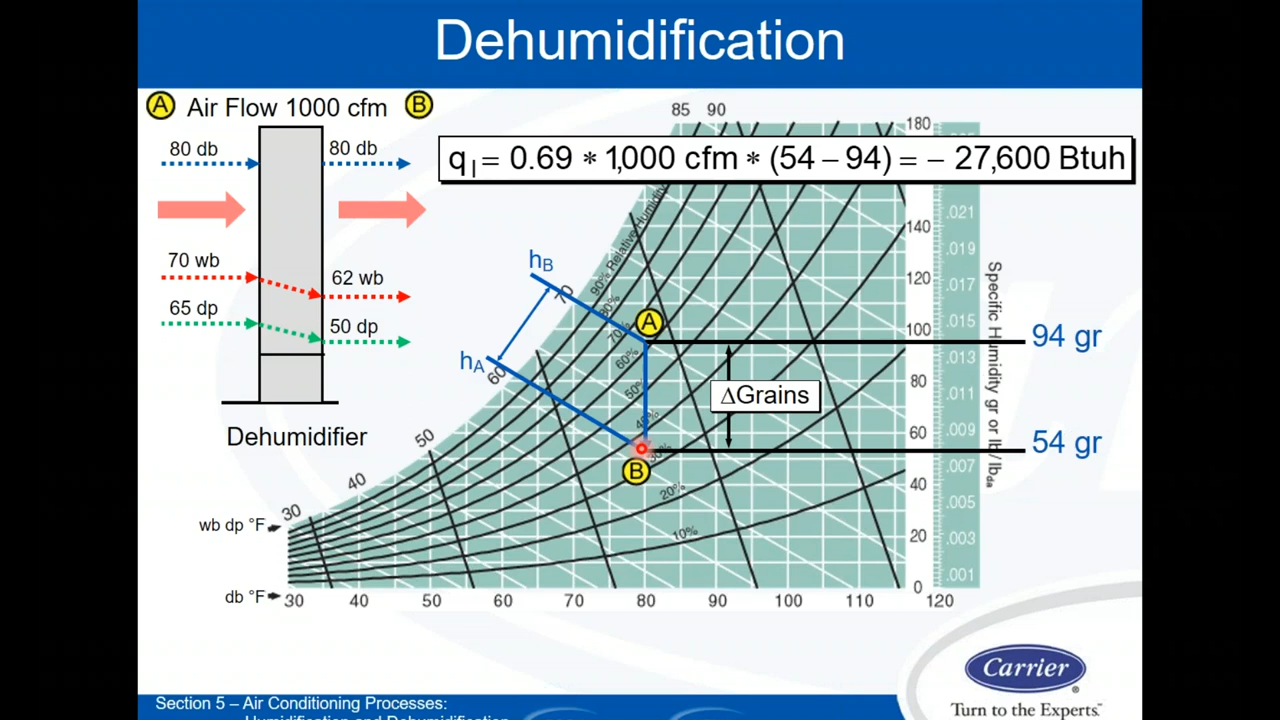 Dehumidification
A Air Flow 1000 cfm B
80 db 80 db
70 wb 62 wb
65 dp 50 dp
Dehumidifier
q l = 0.69 * 1,000 cfm * (54 – 94) = – 27,600 Btuh
85 90
180
140
120
100
80
60
40
20
0
.021
.019
.017
.015
.013
.011
.009
.007
.005
.003
.001
Specific Humidity gr or lb/lbda
90% Relative Humidity
80%
70%
60%
50%
40%
30%
20%
10%
hB
70
A
94 gr
hA
60
ΔGrains
54 gr
B
50
40
30
wb dp °F
db °F
30 40 50 60 70 80 90 100 110 120
Carrier
®
Turn to the Experts.™
Section 5 – Air Conditioning Processes:
Humidification and Dehumidification